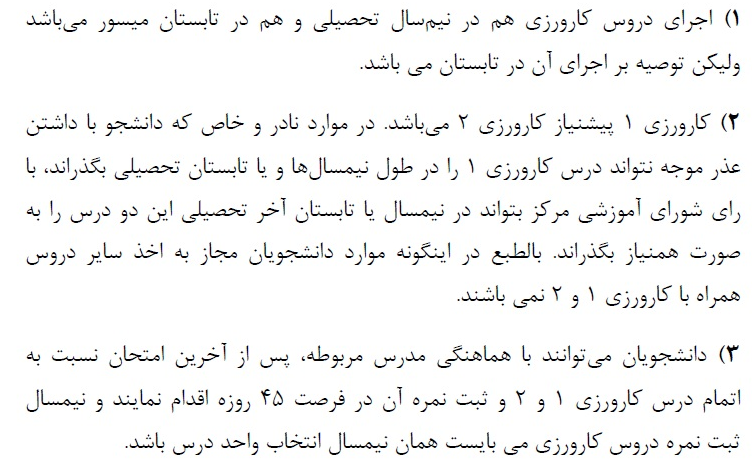 ۱) اجرای دروس کارورزی هم در نیم‌سال تحصیلی و هم در تابستان میسور می‌باشد
ولیکن توصیه بر اجرای آن در تابستان می باشد.
۲) کارورزی ۱ پیشنیاز کارورزی ۲ می‌باشد. در موارد نادر و خاص که دانشجو با داشتن
عذر موجه نتواند درس کارورزی ۱ را در طول نیمسال‌ها و یا تابستان تحصیلی بگذراند، با
رای شورای آموزشی مرکز بتواند در نیمسال یا تابستان آخر تحصیلی این دو درس را به
صورت همنیاز بگذراند. بالطبع در اینگونه موارد دانشجویان مجاز به اخذ سایر دروس
همراه با کارورزی ۱ و ۲ نمی باشند.
۳) دانشجویان می‌توانند با هماهنگی مدرس مربوطه، پس از آخرین امتحان نسبت به
اتمام درس کارورزی ۱ و ۲ و ثبت نمره آن در فرصت ۴۵ روزه اقدام نمایند و نیمسال
ثبت نمره دروس کارورزی می بایست همان نیمسال انتخاب واحد درس باشد.